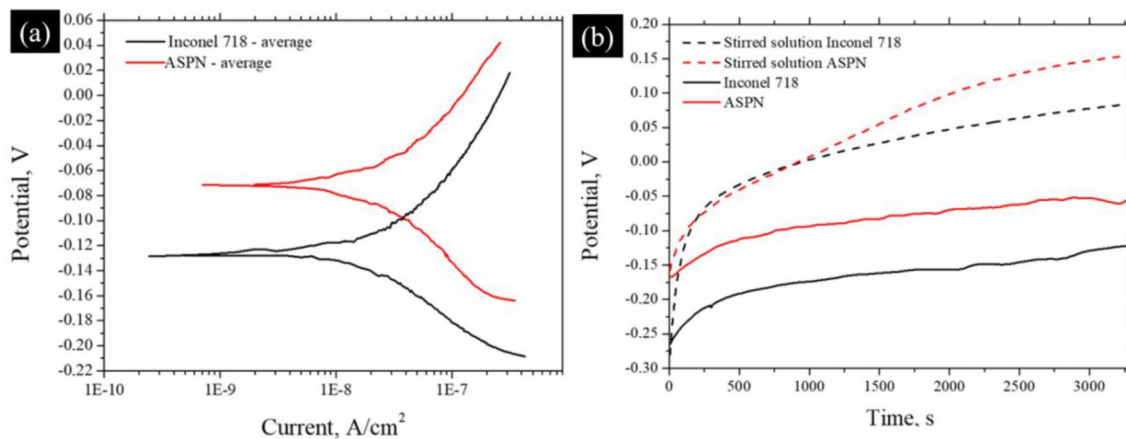 (a)
Inconel 718 - average
ASPN - average
Potential, V
0.06
0.04
0.02
0.00
-0.02
-0.04
-0.06
-0.08
-0.10
-0.12
-0.14
-0.16
-0.18
-0.20
-0.22
1E-10
1E-9
1E-8
1E-7
Current, A/cm²
(b)
Stirred solution Inconel 718
Stirred solution ASPN
Inconel 718
ASPN
Potential, V
0.20
0.15
0.10
0.05
0.00
-0.05
-0.10
-0.15
-0.20
-0.25
-0.30
0
500
1000
1500
2000
2500
3000
Time, s